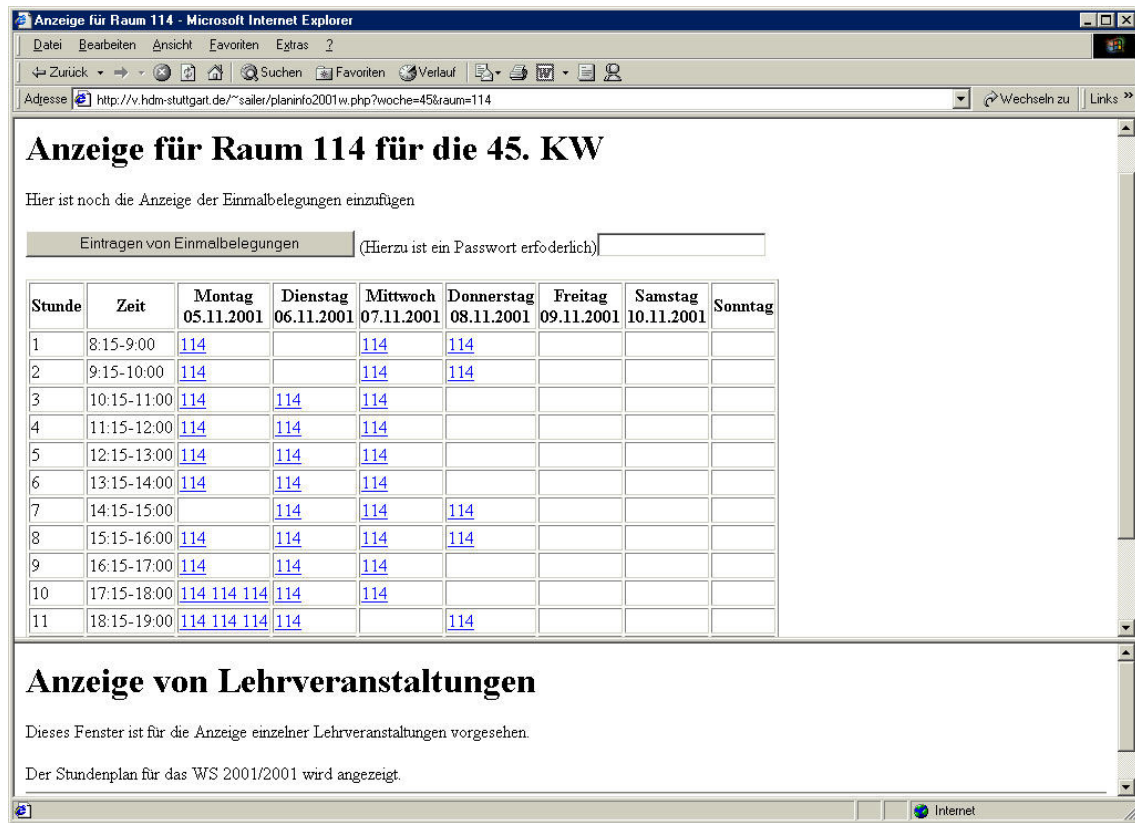 Anzeige für Raum 114 - Microsoft Internet Explorer
Datei Bearbeiten Ansicht Favoriten Extras ?
Zurück Suchen Favoriten Verlauf
Adresse http://v.hdm-stuttgart.de/~sailer/planinfo2001w.php?woche=45&raum=114 Wechseln zu Links »
Anzeige für Raum 114 für die 45. KW
Hier ist noch die Anzeige der Einmalbelegungen einzufügen
Eintragen von Einmalbelegungen (Hierzu ist ein Passwort erfoderlich)
Stunde Zeit Montag 05.11.2001 Dienstag 06.11.2001 Mittwoch 07.11.2001 Donnerstag 08.11.2001 Freitag 09.11.2001 Samstag 10.11.2001 Sonntag
1 8:15-9:00 114 114 114
2 9:15-10:00 114 114 114
3 10:15-11:00 114 114 114
4 11:15-12:00 114 114 114
5 12:15-13:00 114 114 114
6 13:15-14:00 114 114 114
7 14:15-15:00 114 114 114
8 15:15-16:00 114 114 114 114
9 16:15-17:00 114 114 114
10 17:15-18:00 114 114 114 114 114
11 18:15-19:00 114 114 114 114 114
Anzeige von Lehrveranstaltungen
Dieses Fenster ist für die Anzeige einzelner Lehrveranstaltungen vorgesehen.
Der Stundenplan für das WS 2001/2001 wird angezeigt.
Internet